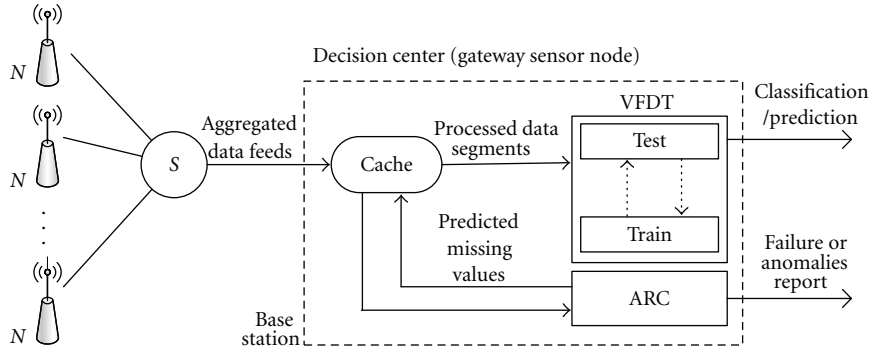 N
N
.
.
.
N
S
Aggregated
data feeds
Decision center (gateway sensor node)
Base
station
Cache
Processed data
segments
Predicted
missing
values
VFDT
Test
Train
ARC
Classification
/prediction
Failure or
anomalies
report